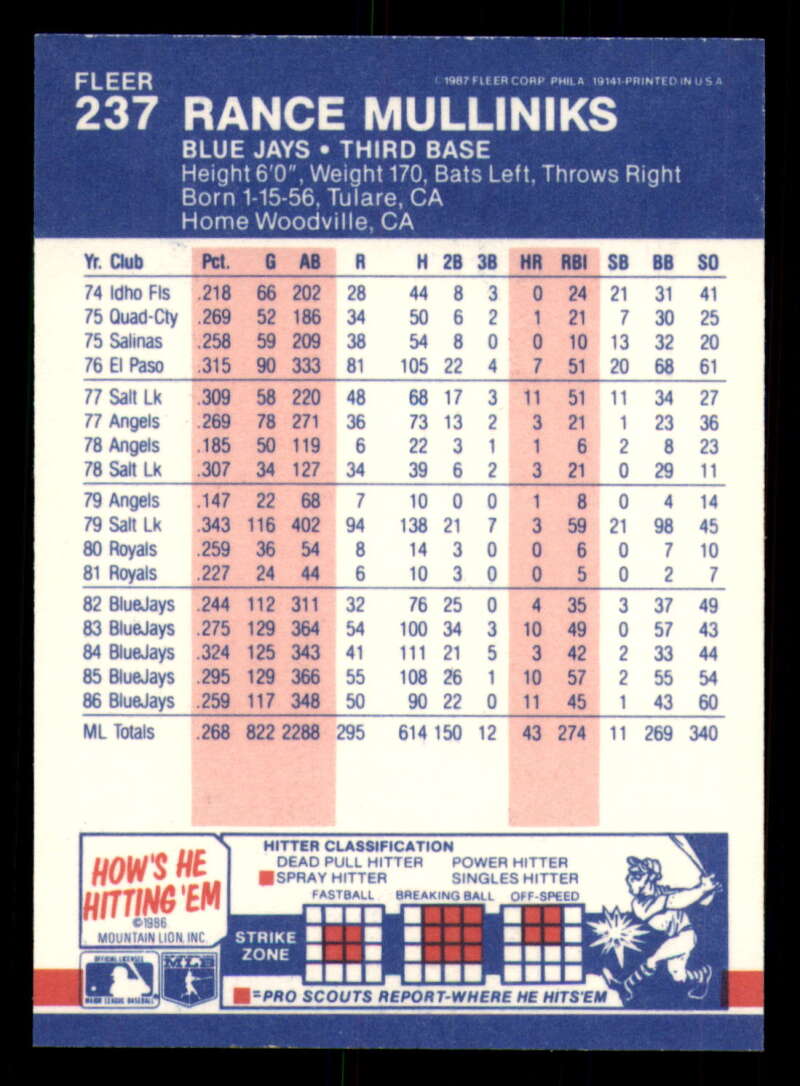 FLEER
© 1987 FLEER CORP. PHILA. 19141-PRINTED IN U S A
237 RANCE MULLINIKS
BLUE JAYS • THIRD BASE
Height 6'0", Weight 170, Bats Left, Throws Right
Born 1-15-56, Tulare, CA
Home Woodville, CA
Yr. Club Pct. G AB R H 2B 3B HR RBI SB BB SO
74 Idho Fls .218 66 202 28 44 8 3 0 24 21 31 41
75 Quad-Cty .269 52 186 34 50 6 2 1 21 7 30 25
75 Salinas .258 59 209 38 54 8 0 0 10 13 32 20
76 El Paso .315 90 333 81 105 22 4 7 51 20 68 61
77 Salt Lk .309 58 220 48 68 17 3 11 51 11 34 27
77 Angels .269 78 271 36 73 13 2 3 21 1 23 36
78 Angels .185 50 119 6 22 3 1 1 6 2 8 23
78 Salt Lk .307 34 127 34 39 6 2 3 21 0 29 11
79 Angels .147 22 68 7 10 0 0 1 8 0 4 14
79 Salt Lk .343 116 402 94 138 21 7 3 59 21 98 45
80 Royals .259 36 54 8 14 3 0 0 6 0 7 10
81 Royals .227 24 44 6 10 3 0 0 5 0 2 7
82 BlueJays .244 112 311 32 76 25 0 4 35 3 37 49
83 BlueJays .275 129 364 54 100 34 3 10 49 0 57 43
84 BlueJays .324 125 343 41 111 21 5 3 42 2 33 44
85 BlueJays .295 129 366 55 108 26 1 10 57 2 55 54
86 BlueJays .259 117 348 50 90 22 0 11 45 1 43 60
ML Totals .268 822 2288 295 614 150 12 43 274 11 269 340
HOW'S HE
HITTING 'EM
©1986
MOUNTAIN LION, INC.
HITTER CLASSIFICATION
DEAD PULL HITTER POWER HITTER
SPRAY HITTER SINGLES HITTER
FASTBALL BREAKING BALL OFF-SPEED
STRIKE
ZONE
=PRO SCOUTS REPORT-WHERE HE HITS'EM
OFFICIAL LICENSEE
MAJOR LEAGUE BASEBALL
MLB